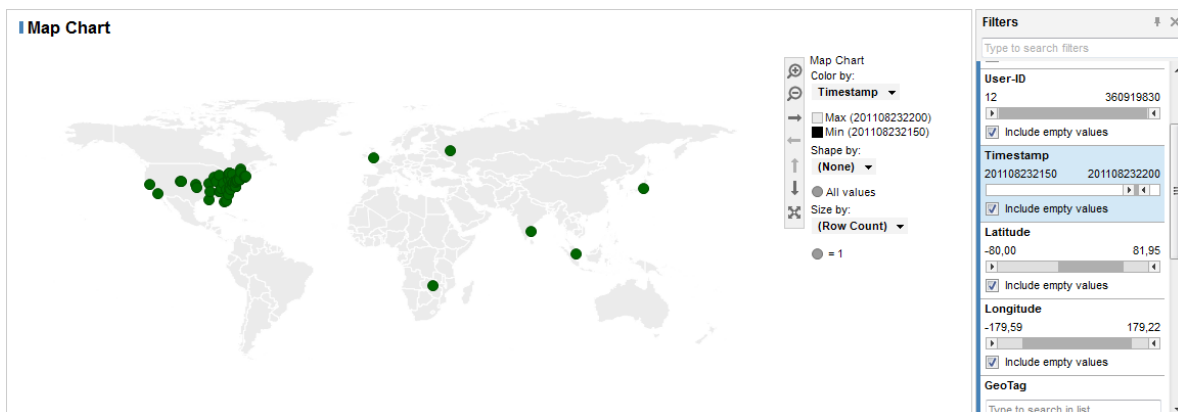 Map Chart
Map Chart
Color by:
Timestamp
Max (201108232200)
Min (201108232150)
Shape by:
(None)
All values
Size by:
(Row Count)
= 1
Filters
Type to search filters
User-ID
12 360919830
Include empty values
Timestamp
201108232150 201108232200
Include empty values
Latitude
-80,00 81,95
Include empty values
Longitude
-179,59 179,22
Include empty values
GeoTag
Type to search in list